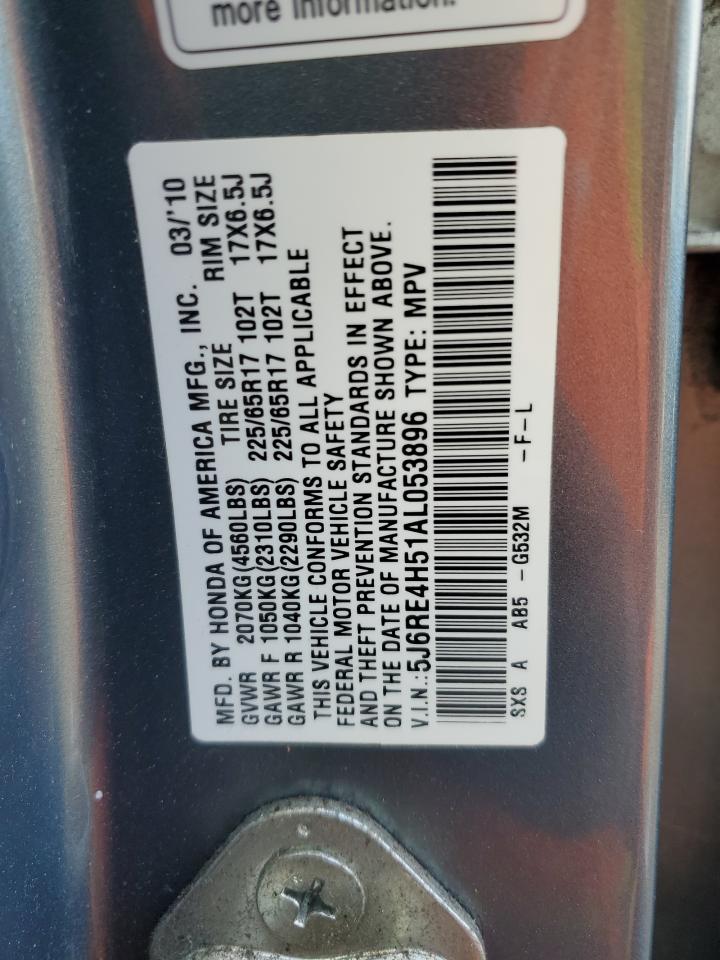 more information.
MFD. BY HONDA OF AMERICA MFG., INC. 03/'10
GVWR 2070KG(4560LBS) TIRE SIZE RIM SIZE
GAWR F 1050KG(2310LBS) 225/65R17 102T 17X6.5J
GAWR R 1040KG(2290LBS) 225/65R17 102T 17X6.5J
THIS VEHICLE CONFORMS TO ALL APPLICABLE
FEDERAL MOTOR VEHICLE SAFETY
AND THEFT PREVENTION STANDARDS IN EFFECT
ON THE DATE OF MANUFACTURE SHOWN ABOVE.
V.I.N.:5J6RE4H51AL053896 TYPE: MPV
SXS A AB5 -G532M -F-L